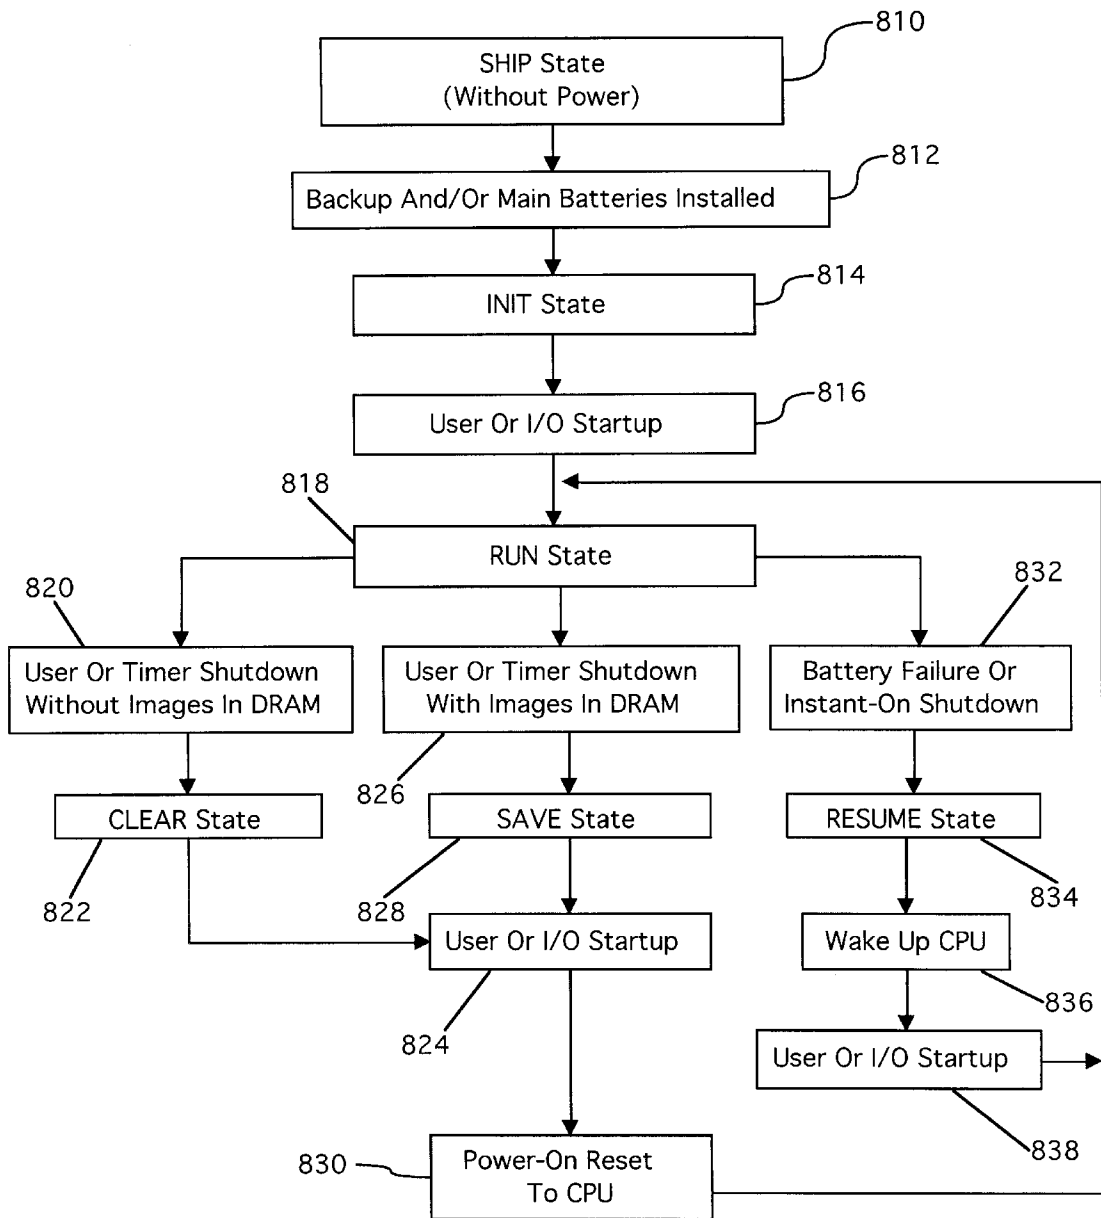 810
SHIP State
(Without Power)
812
Backup And/Or Main Batteries Installed
814
INIT State
816
User Or I/O Startup
818
RUN State
820
832
User Or Timer Shutdown
Without Images In DRAM
User Or Timer Shutdown
With Images In DRAM
Battery Failure Or
Instant-On Shutdown
826
CLEAR State
SAVE State
RESUME State
822
828
834
User Or I/O Startup
Wake Up CPU
824
836
User Or I/O Startup
838
830
Power-On Reset
To CPU